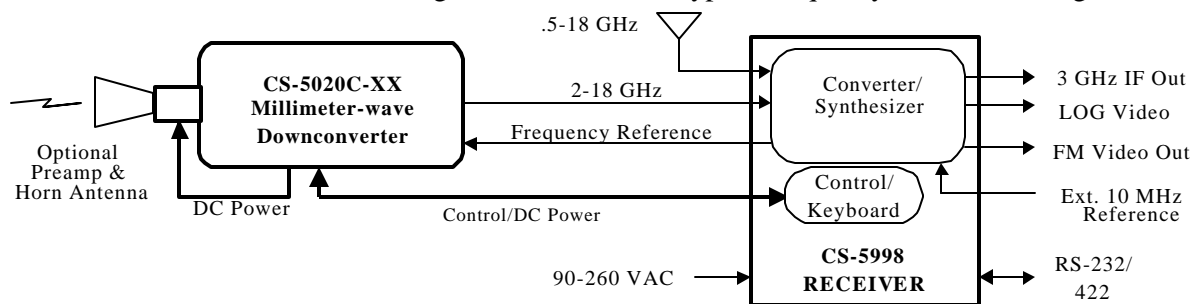 .5-18 GHz
CS-5020C-XX
Millimeter-wave
Downconverter
2-18 GHz
Frequency Reference
Converter/
Synthesizer
3 GHz IF Out
LOG Video
FM Video Out
Optional
Preamp &
Horn Antenna
DC Power
Control/DC Power
Control/
Keyboard
Ext. 10 MHz
Reference
90-260 VAC
CS-5998
RECEIVER
RS-232/
422